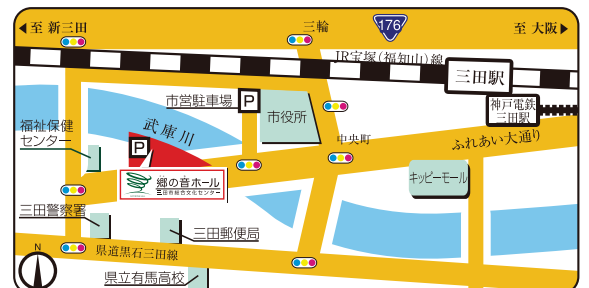 至 新三田
三輪
176
至 大阪
JR宝塚(福知山)線
三田駅
神戸電鉄
三田駅
市営駐車場
P
市役所
武庫川
中央町
ふれあい大通り
福祉保健
センター
P
郷の音ホール
三田市総合文化センター
キッピーモール
三田警察署
三田郵便局
県道黒石三田線
県立有馬高校
N